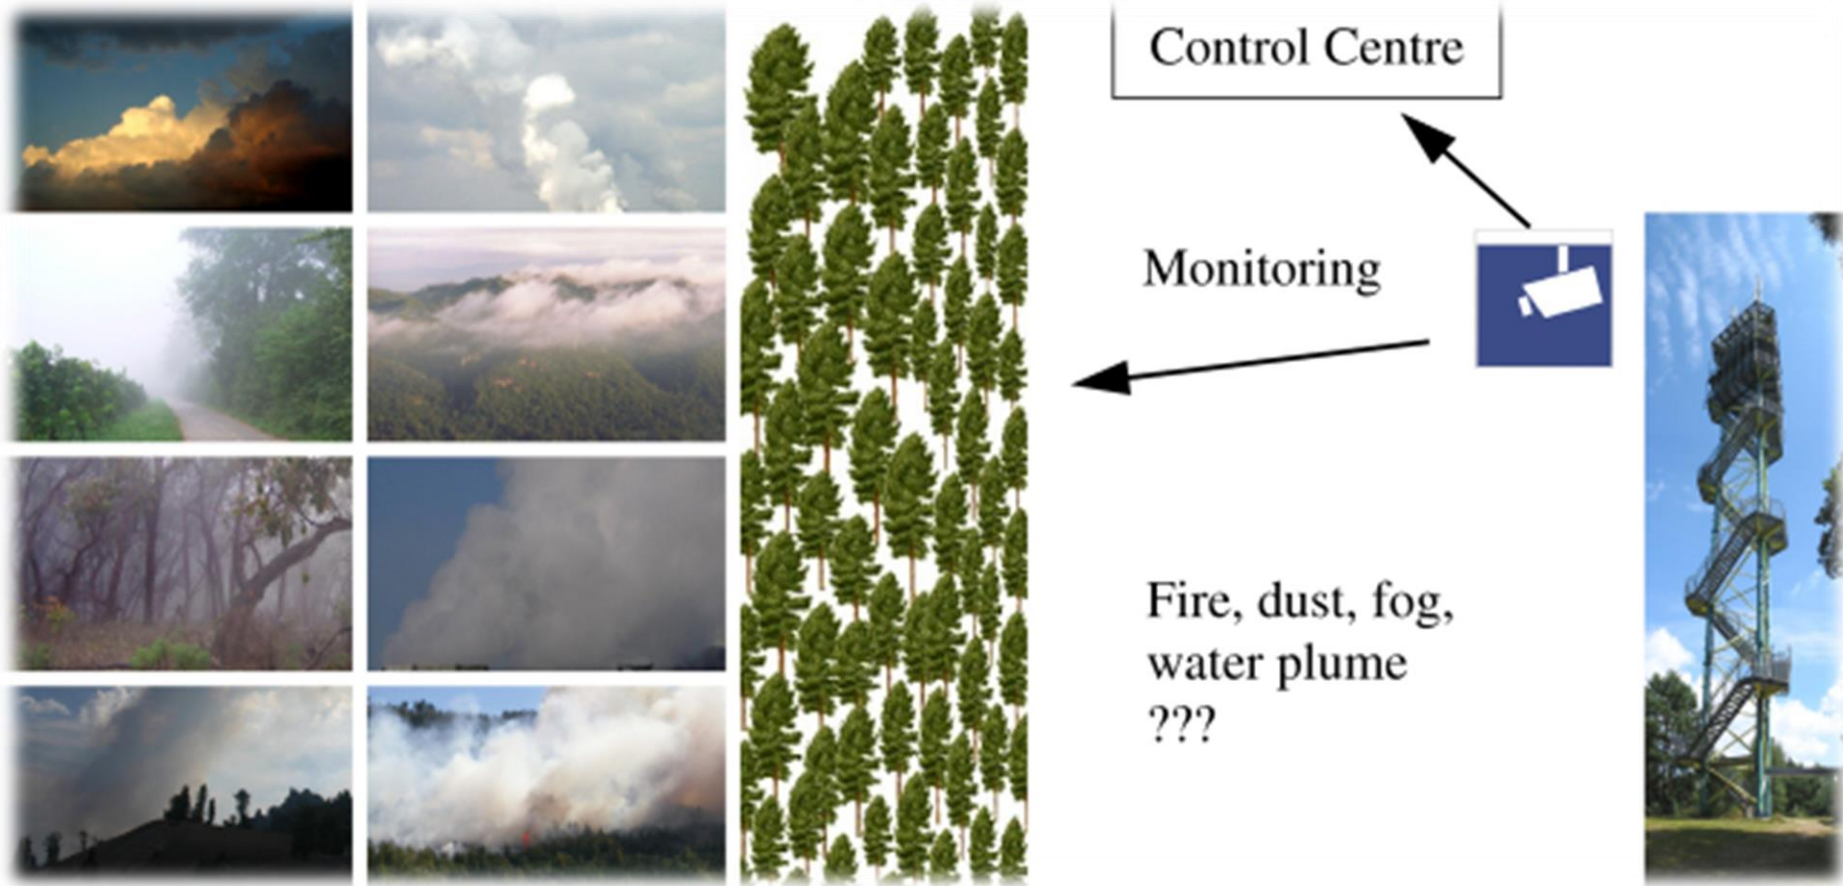 Control Centre
Monitoring
Fire, dust, fog,
water plume
???